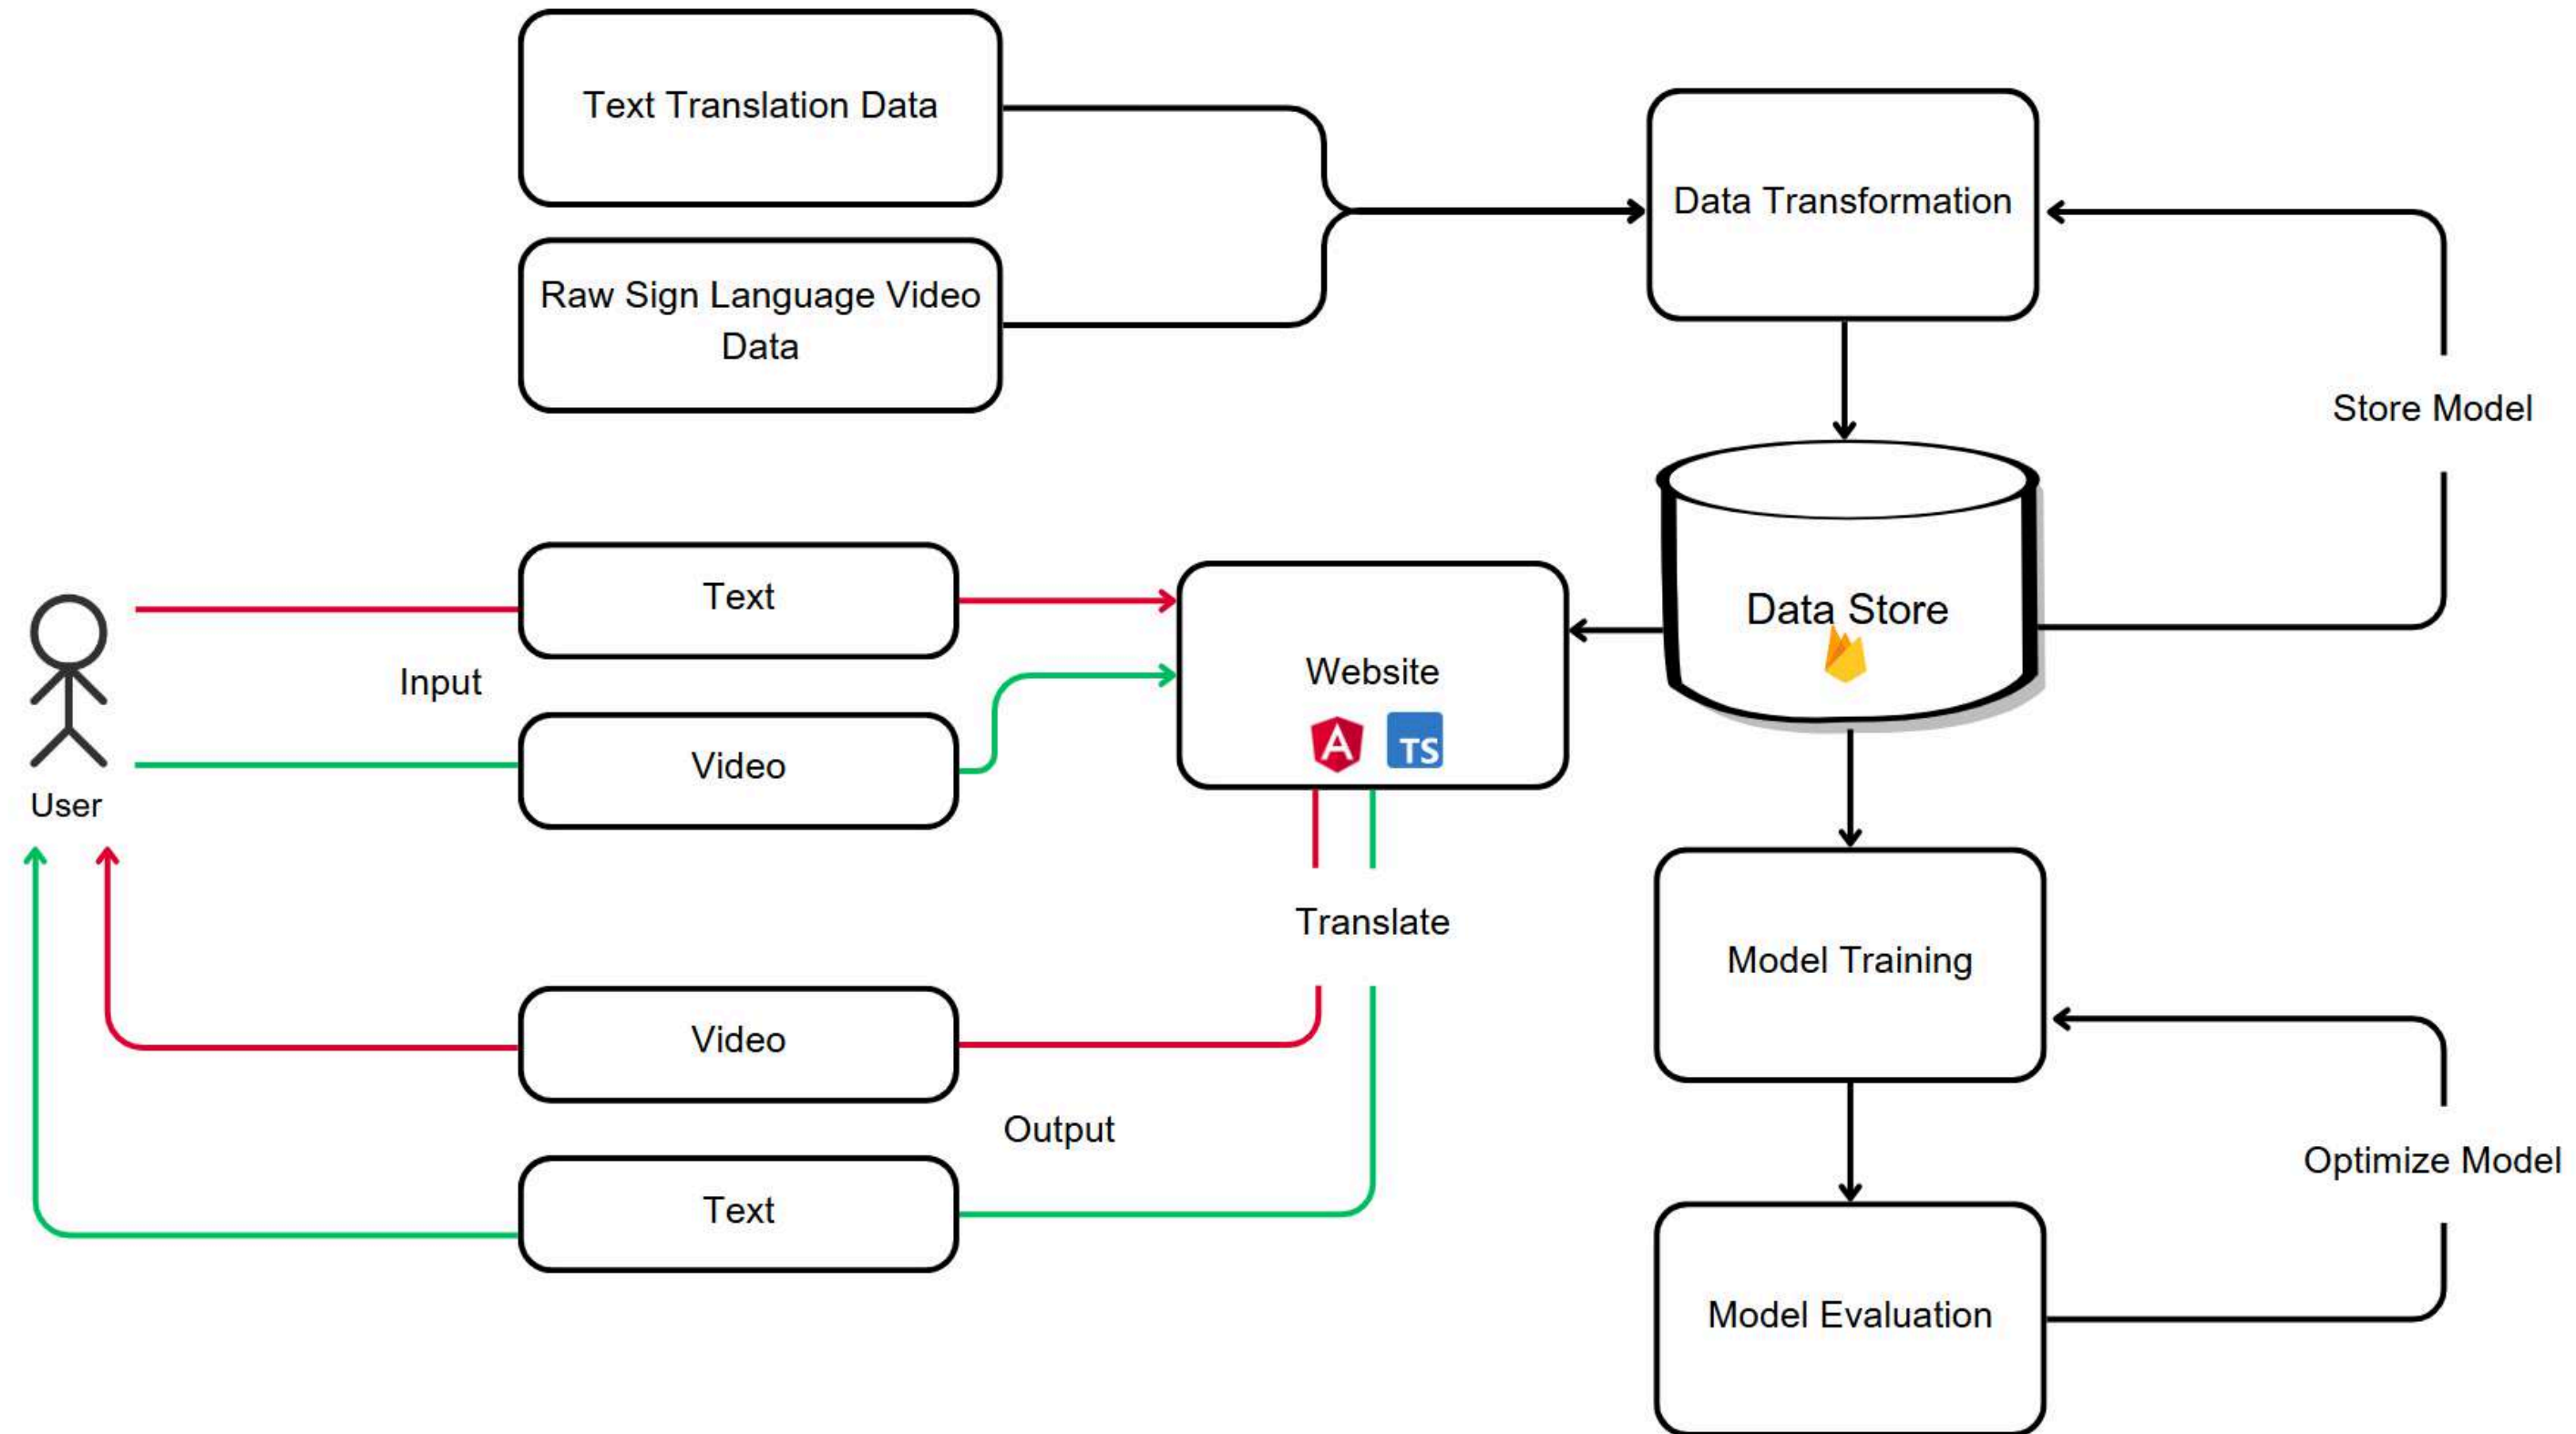 Text Translation Data
Data Transformation
Raw Sign Language Video
Data
Store Model
Text
Data Store
Input
Website
A
TS
Video
User
Translate
Model Training
Video
Output
Optimize Model
Text
Model Evaluation